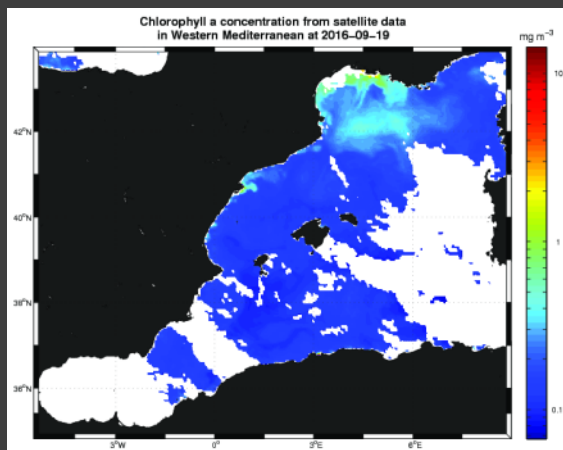 Chlorophyll a concentration from satellite data
in Western Mediterranean at 2016-09-19
mg m⁻³
10
42°N
40°N
1
38°N
36°N
0.1
3°W
0°
3°E
6°E